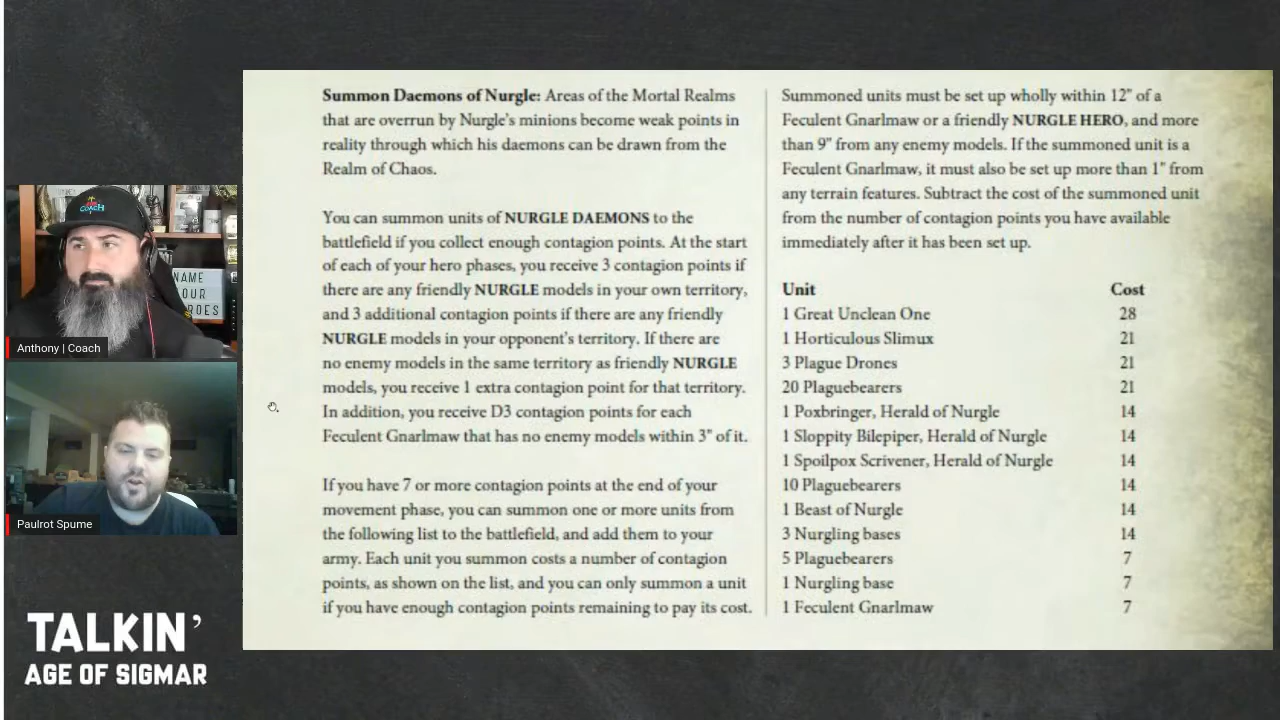 Summon Daemons of Nurgle: Areas of the Mortal Realms
that are overrun by Nurgle's minions become weak points in
reality through which his daemons can be drawn from the
Realm of Chaos.
You can summon units of NURGLE DAEMONS to the
battlefield if you collect enough contagion points. At the start
of each of your hero phases, you receive 3 contagion points if
there are any friendly NURGLE models in your own territory,
and 3 additional contagion points if there are any friendly
NURGLE models in your opponent's territory. If there are
no enemy models in the same territory as friendly NURGLE
models, you receive 1 extra contagion point for that territory.
In addition, you receive D3 contagion points for each
Feculent Gnarlmaw that has no enemy models within 3" of it.
If you have 7 or more contagion points at the end of your
movement phase, you can summon one or more units from
the following list to the battlefield, and add them to your
army. Each unit you summon costs a number of contagion
points, as shown on the list, and you can only summon a unit
if you have enough contagion points remaining to pay its cost.
Summoned units must be set up wholly within 12" of a
Feculent Gnarlmaw or a friendly NURGLE HERO, and more
than 9" from any enemy models. If the summoned unit is a
Feculent Gnarlmaw, it must also be set up more than 1" from
any terrain features. Subtract the cost of the summoned unit
from the number of contagion points you have available
immediately after it has been set up.
Unit Cost
1 Great Unclean One 28
1 Horticulous Slimux 21
3 Plague Drones 21
20 Plaguebearers 21
1 Poxbringer, Herald of Nurgle 14
1 Sloppity Bilepiper, Herald of Nurgle 14
1 Spoilpox Scrivener, Herald of Nurgle 14
10 Plaguebearers 14
1 Beast of Nurgle 14
3 Nurgling bases 14
5 Plaguebearers 7
1 Nurgling base 7
1 Feculent Gnarlmaw 7
COACH
NAME
OUR
Anthony | Coach
Paulrot Spume
TALKIN'
AGE OF SIGMAR